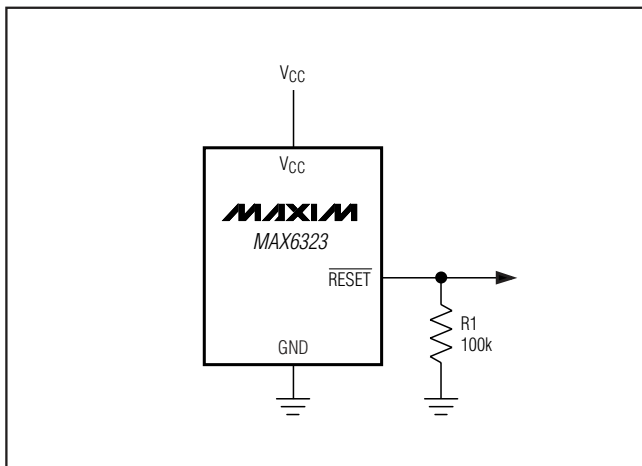 VCC
VCC
MAXIM
MAX6323
RESET
R1
100k
GND